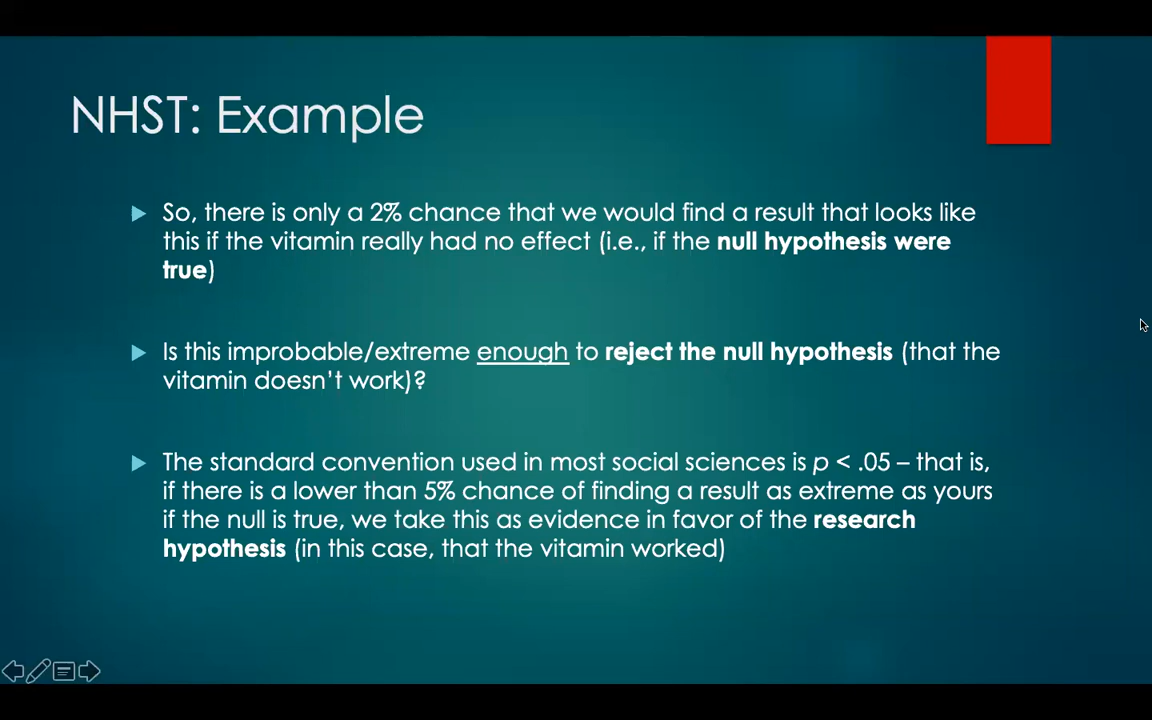 NHST: Example
So, there is only a 2% chance that we would find a result that looks like
this if the vitamin really had no effect (i.e., if the null hypothesis were
true)
Is this improbable/extreme enough to reject the null hypothesis (that the
vitamin doesn't work)?
The standard convention used in most social sciences is p < .05 – that is,
if there is a lower than 5% chance of finding a result as extreme as yours
if the null is true, we take this as evidence in favor of the research
hypothesis (in this case, that the vitamin worked)